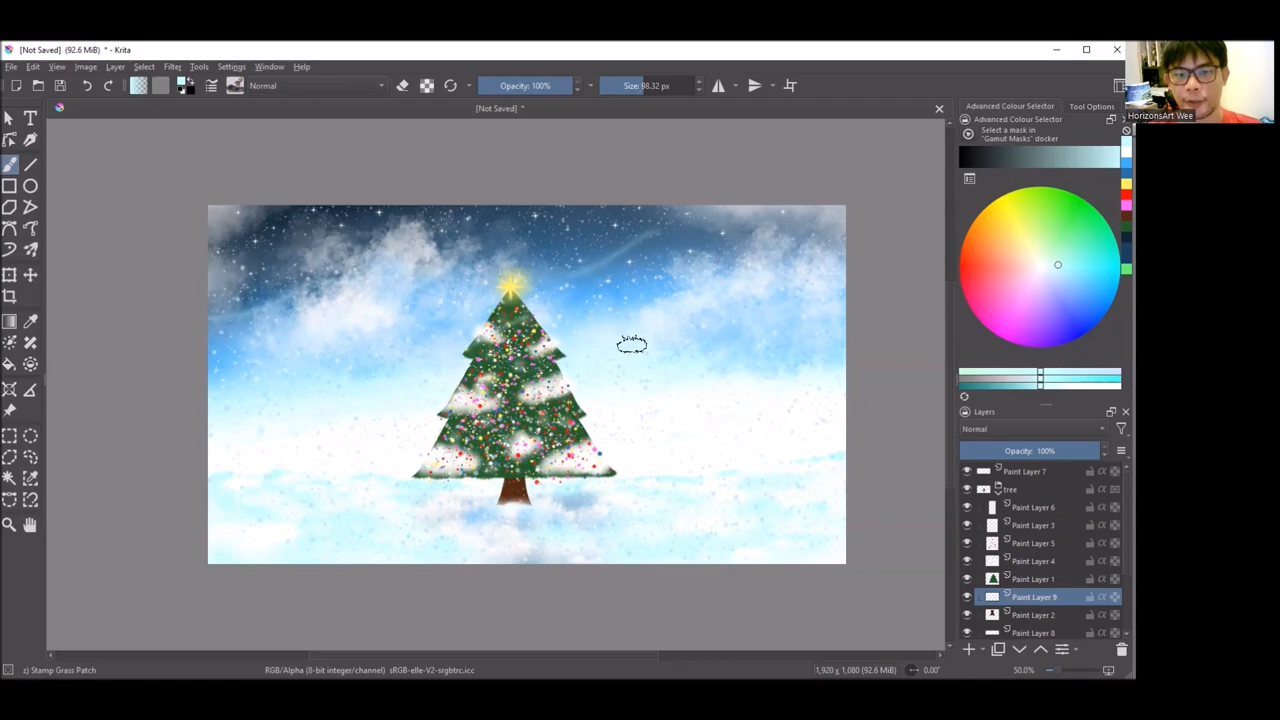 [Not Saved] (92.6 MiB) * - Krita
File Edit View Image Layer Select Filter Tools Settings Window Help
Normal
Opacity: 100%
Size: 98.32 px
[Not Saved] *
HorizonsArt Wee
Advanced Colour Selector Tool Options
Advanced Colour Selector
Select a mask in
"Gamut Masks" docker
Layers
Normal
Opacity: 100%
Paint Layer 7
tree
Paint Layer 6
Paint Layer 3
Paint Layer 5
Paint Layer 4
Paint Layer 1
Paint Layer 9
Paint Layer 2
Paint Layer 8
z) Stamp Grass Patch
RGB/Alpha (8-bit integer/channel) sRGB-elle-V2-srgbtrc.icc
1,920 x 1,080 (92.6 MiB)
0.00°
50.0%